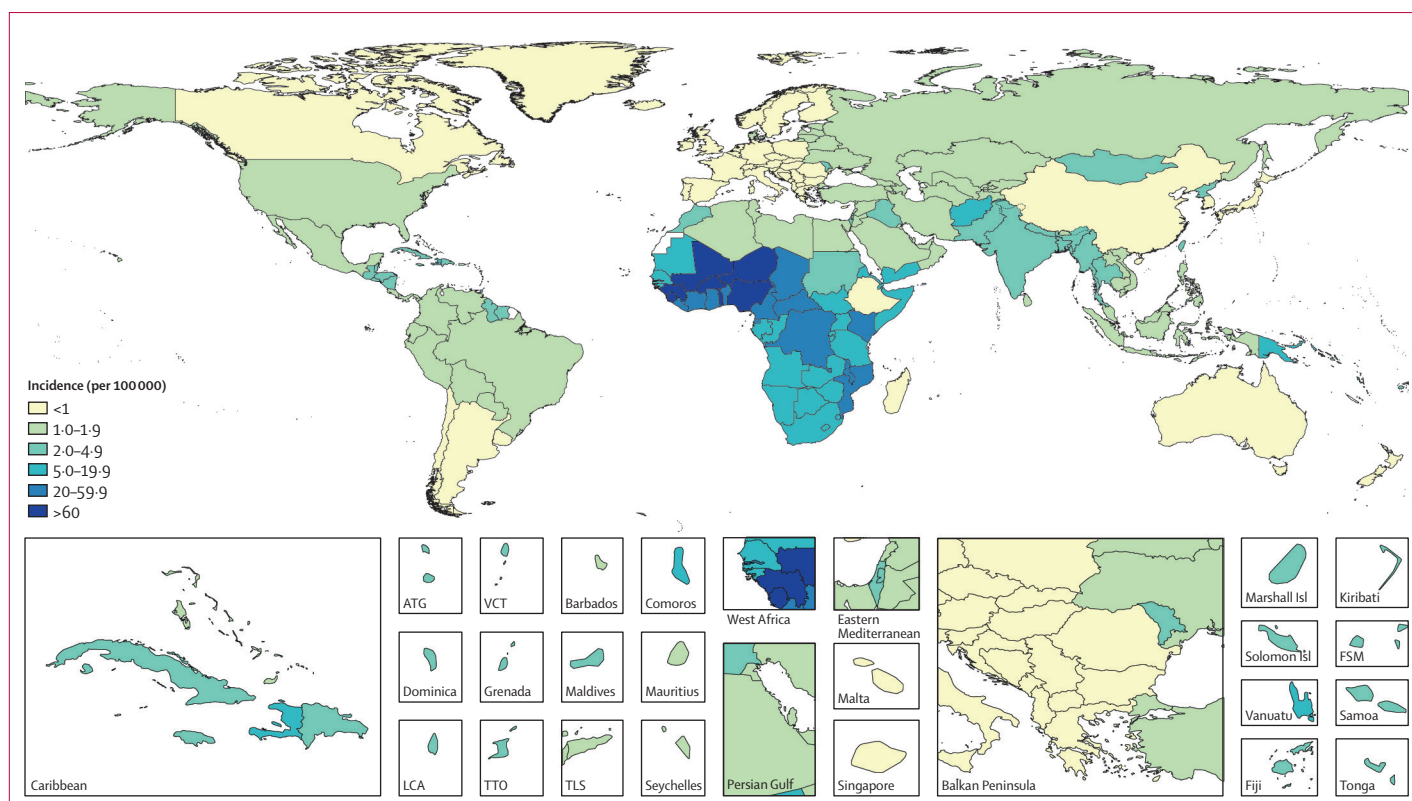 Incidence (per 100 000)
<1
1·0–1·9
2·0–4·9
5·0–19·9
20–59·9
>60
Caribbean
ATG
VCT
Barbados
Comoros
West Africa
Eastern
Mediterranean
Marshall Isl
Kiribati
Dominica
Grenada
Maldives
Mauritius
Malta
Solomon Isl
FSM
LCA
TTO
TLS
Seychelles
Persian Gulf
Singapore
Balkan Peninsula
Vanuatu
Samoa
Fiji
Tonga